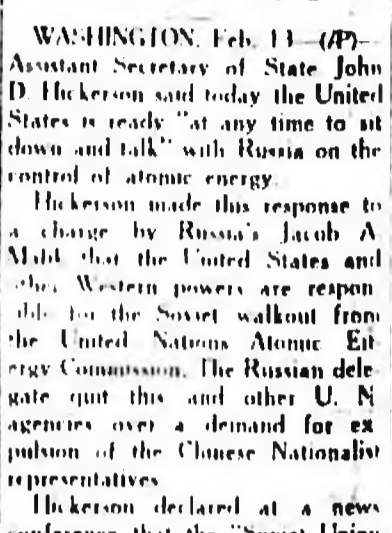 WASHINGTON, Feb. 13 —(AP)—
Assistant Secretary of State John
D. Hickerson said today the United
States is ready "at any time to sit
down and talk" with Russia on the
control of atomic energy
Hickerson made this response to
a charge by Russia's Jacob A
Malik that the United States and
other Western powers are respon
sible for the Soviet walkout from
the United Nations Atomic En
ergy Commission. The Russian dele
gate quit this and other U. N
agencies over a demand for ex
pulsion of the Chinese Nationalist
representatives
Hickerson declared at a news
conference that the "Soviet Union